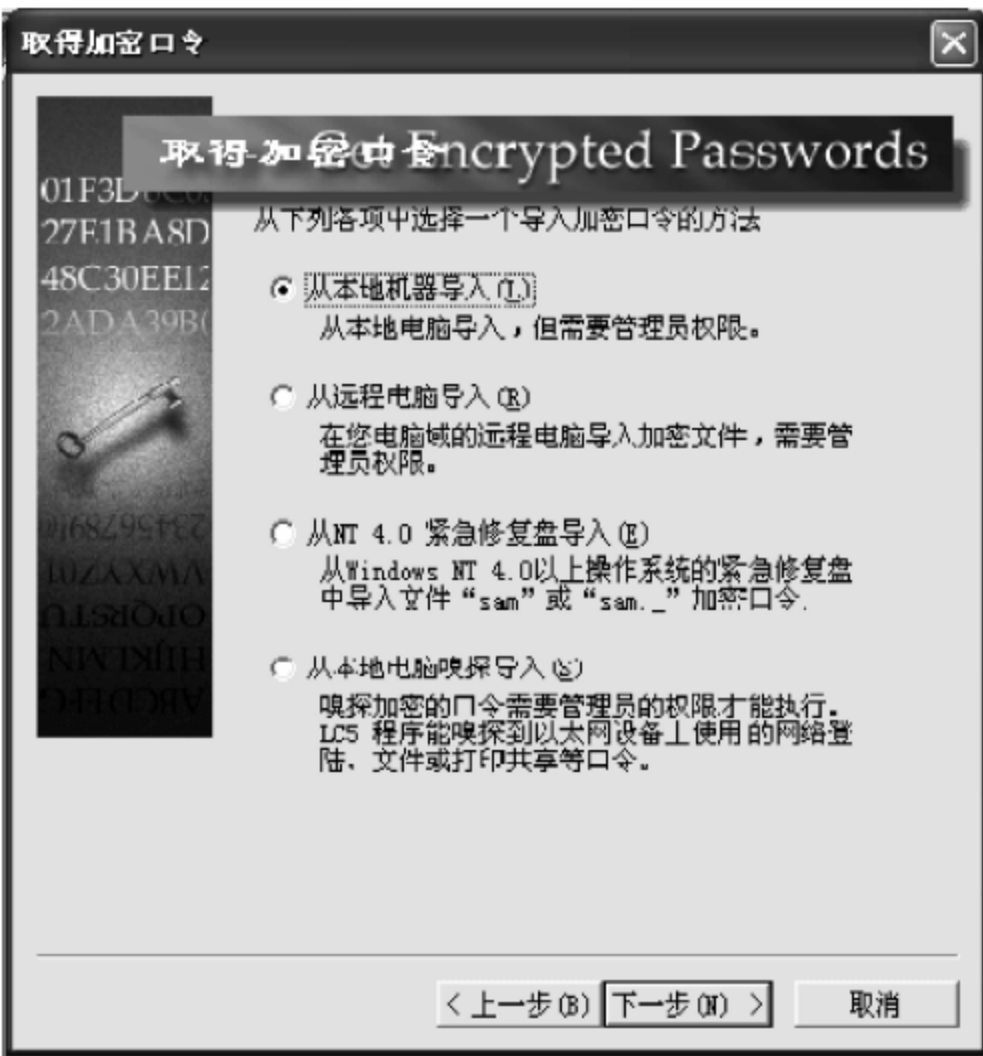 取得加密口令
取得加密口令 Get Encrypted Passwords
01F3D
27E1BA8D
48C30EE12
2ADA39B(
从下列各项中选择一个导入加密口令的方法
从本地机器导入(L)
从本地电脑导入，但需要管理员权限。
从远程电脑导入(R)
在您电脑域的远程电脑导入加密文件，需要管
理员权限。
从NT 4.0 紧急修复盘导入(E)
从Windows NT 4.0以上操作系统的紧急修复盘
中导入文件“sam”或“sam._”加密口令.
从本地电脑嗅探导入(S)
嗅探加密的口令需要管理员的权限才能执行.
LC5 程序能嗅探到以太网设备上使用的网络登
陆、文件或打印共享等口令。
23456789!@
VWXYZ01
OPQRSTU
HIJKLMN
ABCDEFG
< 上一步(B)
下一步(N) >
取消